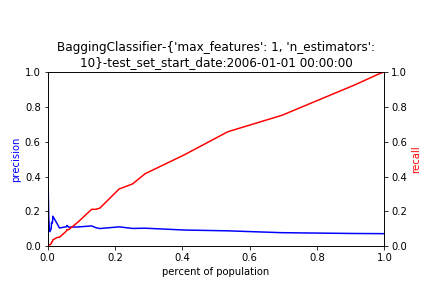 BaggingClassifier-{'max_features': 1, 'n_estimators':
10}-test_set_start_date:2006-01-01 00:00:00
1.0
0.8
0.6
0.4
0.2
0.0
precision
1.0
0.8
0.6
0.4
0.2
0.0
recall
0.0 0.2 0.4 0.6 0.8 1.0
percent of population